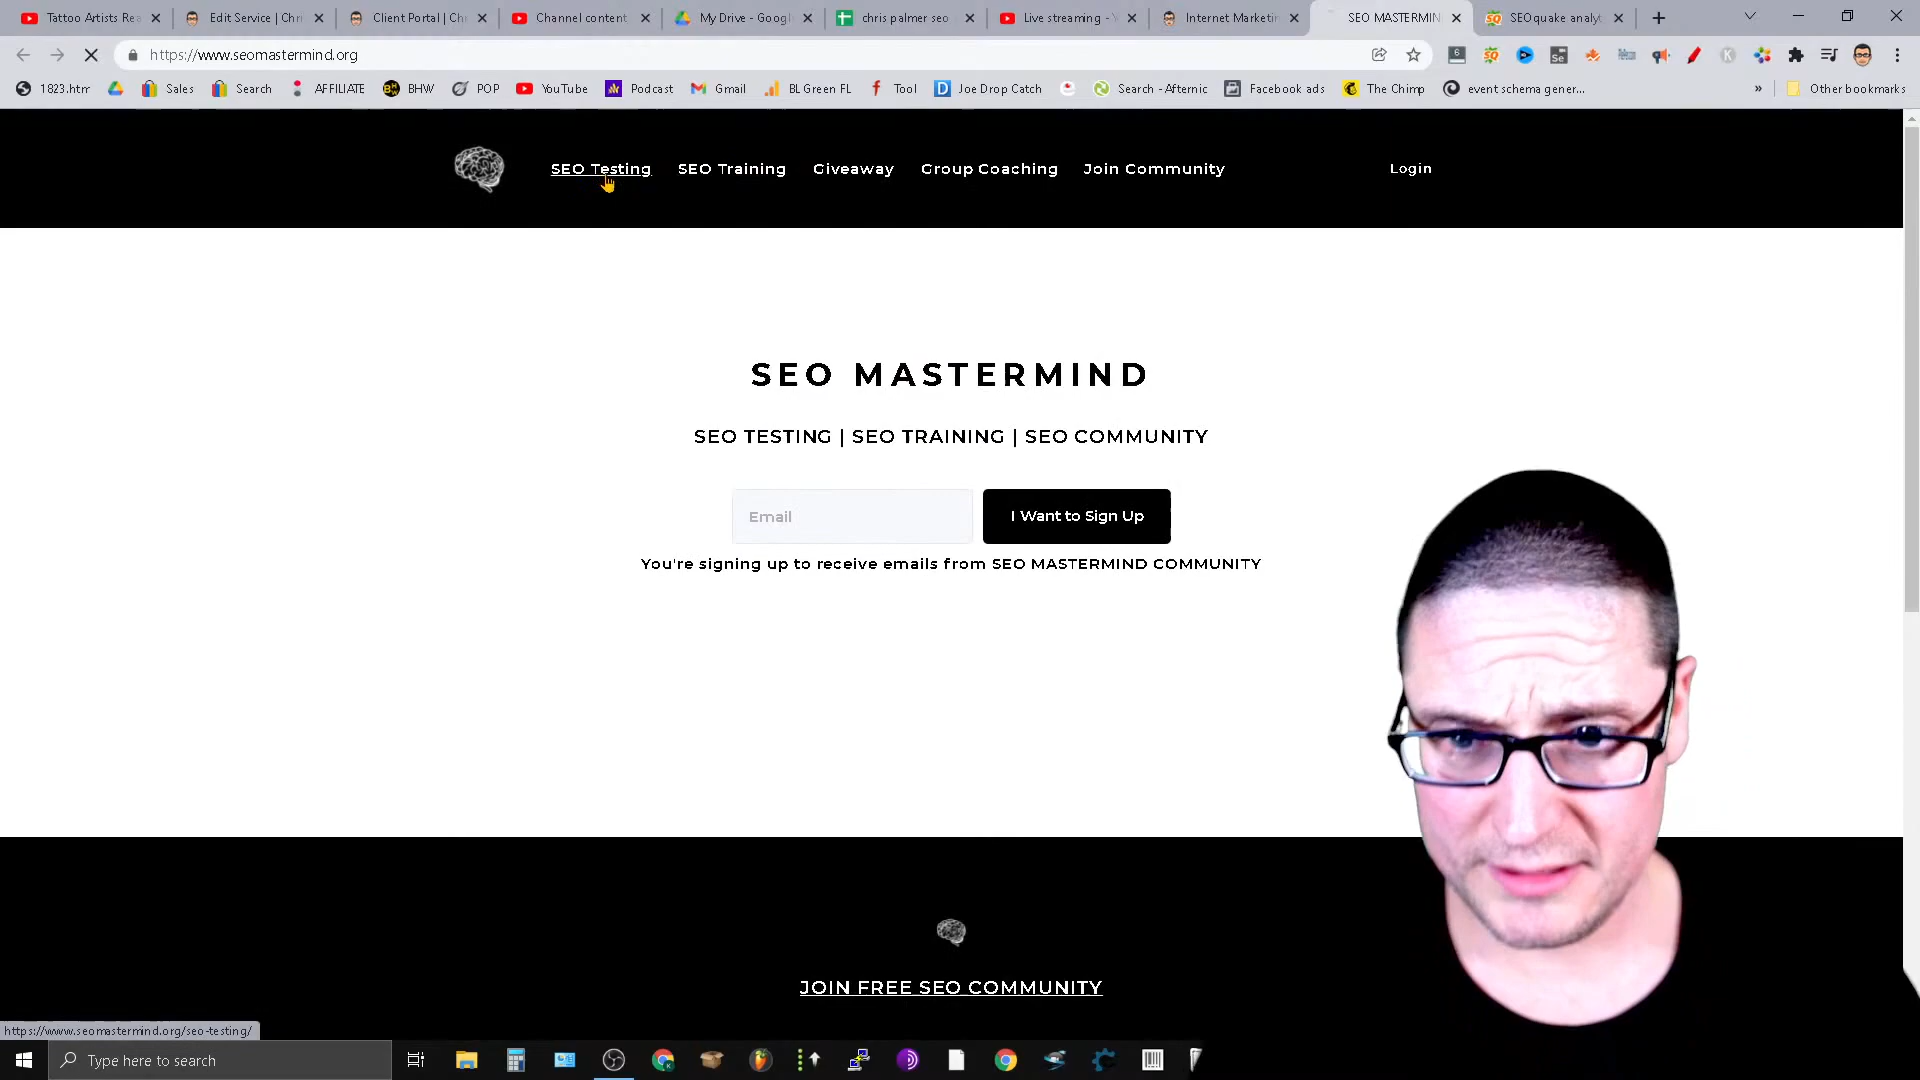 Tattoo Artists Rea
Edit Service | Chri
Client Portal | Ch
Channel content
My Drive - Googl
chris palmer seo
Live streaming - Y
Internet Marketin
SEO MASTERMIN
SEOquake analyt
https://www.seomastermind.org
1823.htm
Sales
Search
AFFILIATE
BHW
POP
YouTube
Podcast
Gmail
BL Green FL
Tool
Joe Drop Catch
Search - Afternic
Facebook ads
The Chimp
event schema gener...
»
Other bookmarks
SEO Testing
SEO Training
Giveaway
Group Coaching
Join Community
Login
SEO MASTERMIND
SEO TESTING | SEO TRAINING | SEO COMMUNITY
Email
I Want to Sign Up
You're signing up to receive emails from SEO MASTERMIND COMMUNITY
JOIN FREE SEO COMMUNITY
https://www.seomastermind.org/seo-testing/
Type here to search